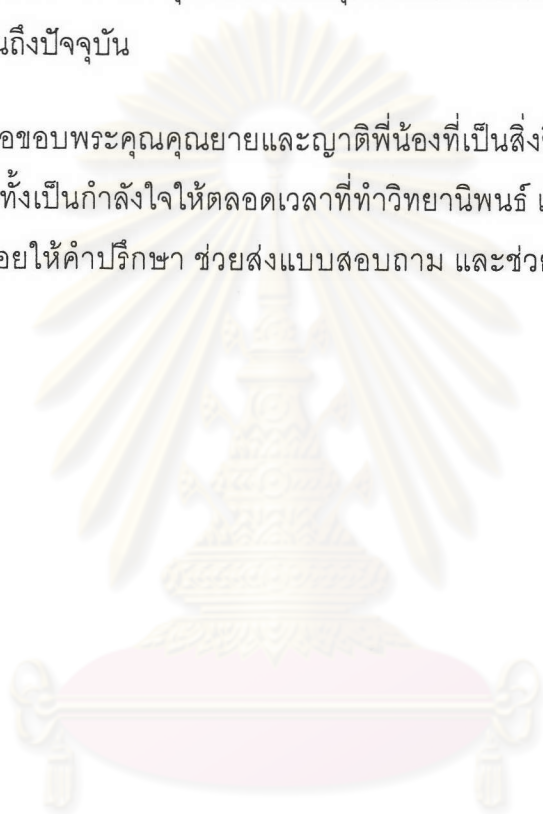 นถึงปัจจุบัน
อขอบพระคุณคุณยายและญาติพี่น้องที่เป็นสิ่ง
ทั้งเป็นกำลังใจให้ตลอดเวลาที่ทำวิทยานิพนธ์
อยให้คำปรึกษา ช่วยส่งแบบสอบถาม และช่วย